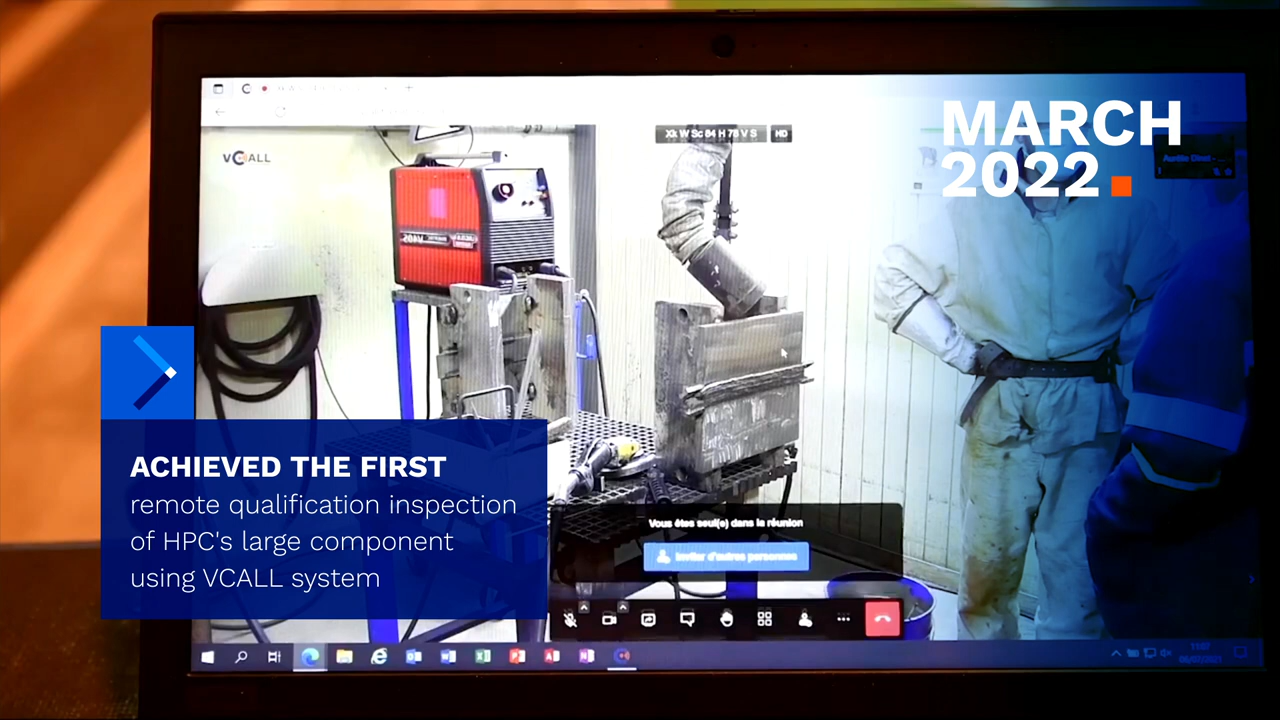 MARCH
2022
VCALL
HD
ACHIEVED THE FIRST
remote qualification inspection
of HPC's large component
using VCALL system
Vous êtes seul(e) dans la réunion
Inviter d'autres personnes